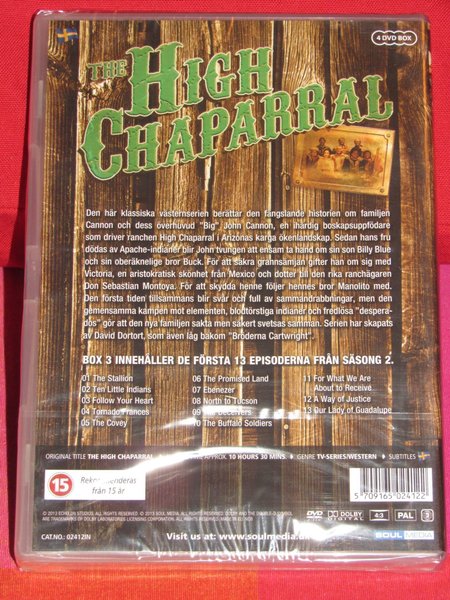 4 DVD BOX
THE
HIGH
CHAPARRAL
Den här klassiska västernserien berättar den fängslande historien om familjen
Cannon och dess överhuvud "Big" John Cannon, en ihärdig boskapsuppfödare
som driver ranchen High Chaparral i Arizonas karga ökenlandskap. Sedan hans fru
dödas av Apache-indianer blir John tvungen att ensam ta hand om sin son Billy Blue
och sin oberäknelige bror Buck. För att säkra gränsämjan gifter han om sig med
Victoria, en aristokratisk skönhet från Mexico och dotter till den rika ranchägaren
Don Sebastian Montoya. För att skydda henne följer hennes bror Manolito med.
Den första tiden tillsammans blir svår och full av sammandrabbningar, men den
gemensamma kampen mot elementen, blodtörstiga indianer och fredlösa "despera-
dos" gör att den nya familjen sakta men säkert svetsas samman. Serien har skapats
av David Dortort, som även låg bakom "Bröderna Cartwright".
BOX 3 INNEHÅLLER DE FÖRSTA 13 EPISODERNA FRÅN SÄSONG 2.
01 The Stallion
02 Ten Little Indians
03 Follow Your Heart
04 Tornado Frances
05 The Covey
06 The Promised Land
07 Ebenezer
08 North to Tucson
09 The Deceivers
10 The Buffalo Soldiers
11 For What We Are
About to Receive
12 A Way of Justice
13 Our Lady of Guadalupe
ORIGINAL TITLE THE HIGH CHAPARRAL APPROX. 10 HOURS 30 MINS. GENRE TV-SERIES/WESTERN SUBTITLES
15
Rekommenderas
från 15 år.
5 709165 024122
DVD DOLBY DIGITAL 4:3 PAL
SOUL MEDIA
CAT.NO.: 02412IN
Visit us at: www.soulmedia.d